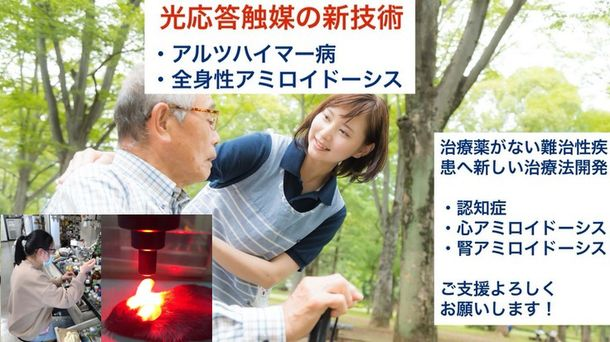 光応答触媒の新技術
・アルツハイマー病
・全身性アミロイドーシス
治療薬がない難治性疾
患へ新しい治療法開発
・認知症
・心アミロイドーシス
・腎アミロイドーシス
ご支援よろしく
お願いします！